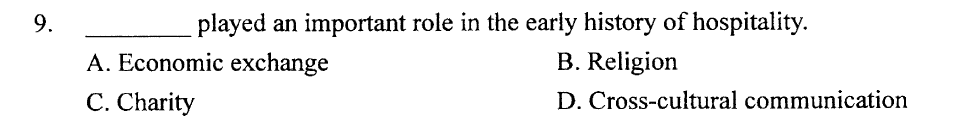 9. ________ played an important role in the early history of hospitality.
A. Economic exchange B. Religion
C. Charity D. Cross-cultural communication